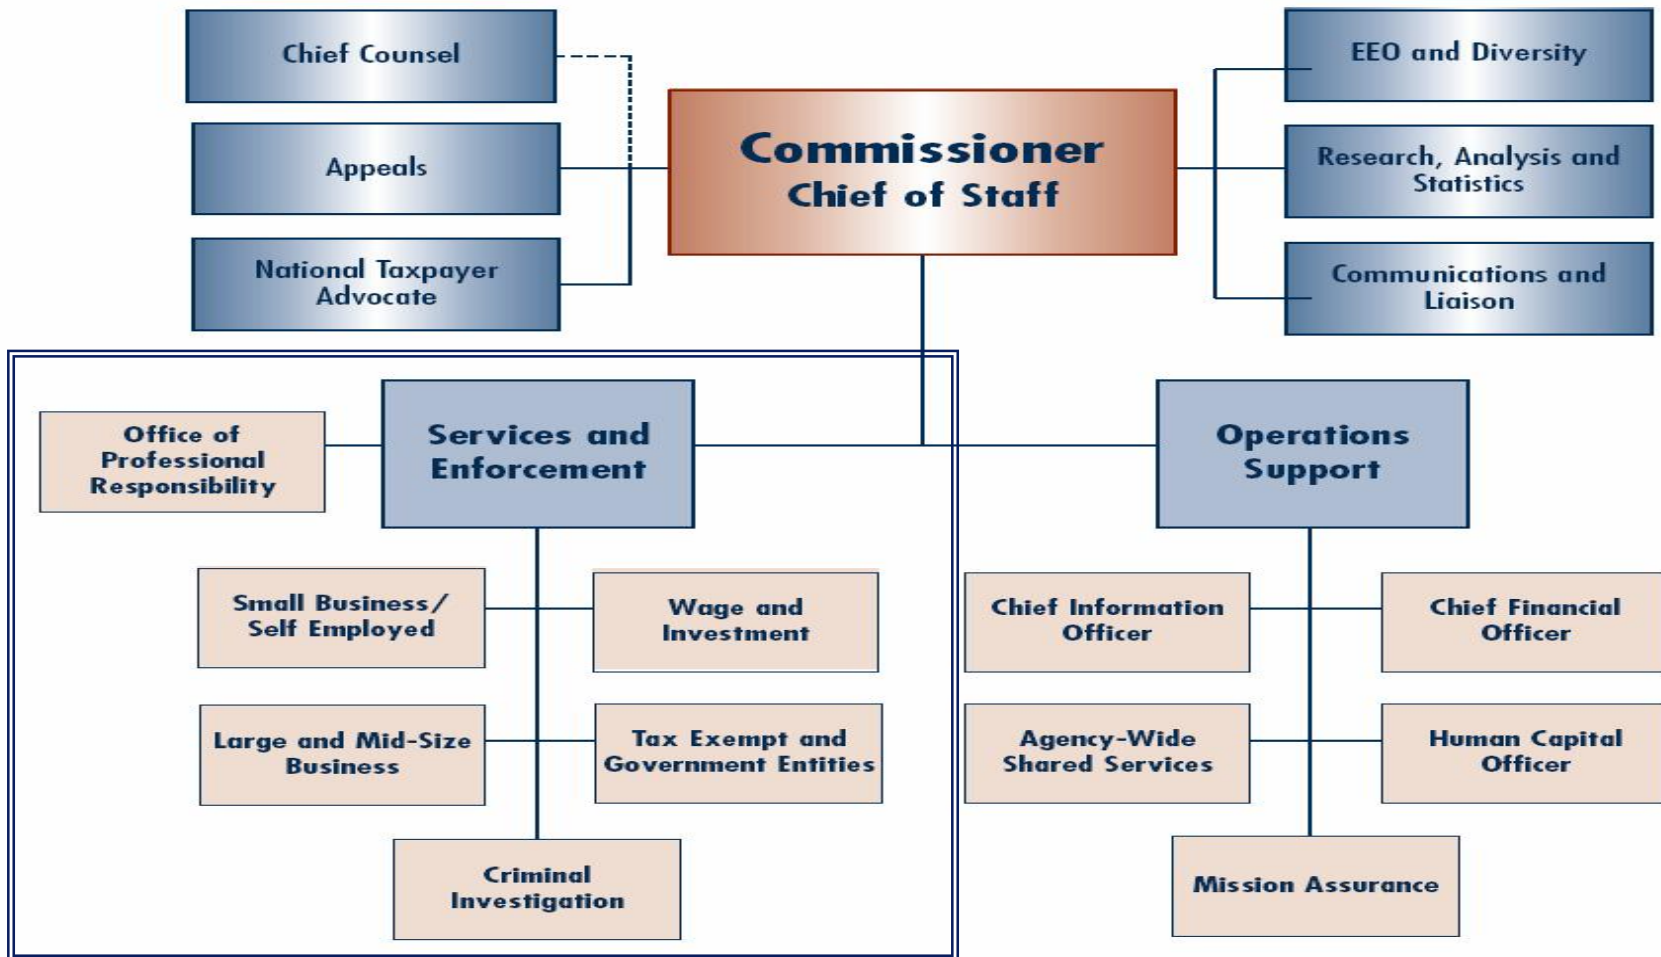 Chief Counsel
EEO and Diversity
Commissioner
Chief of Staff
Appeals
Research, Analysis and
Statistics
National Taxpayer
Advocate
Communications and
Liaison
Office of
Professional
Responsibility
Services and
Enforcement
Operations
Support
Small Business/
Self Employed
Wage and
Investment
Chief Information
Officer
Chief Financial
Officer
Large and Mid-Size
Business
Tax Exempt and
Government Entities
Agency-Wide
Shared Services
Human Capital
Officer
Criminal
Investigation
Mission Assurance